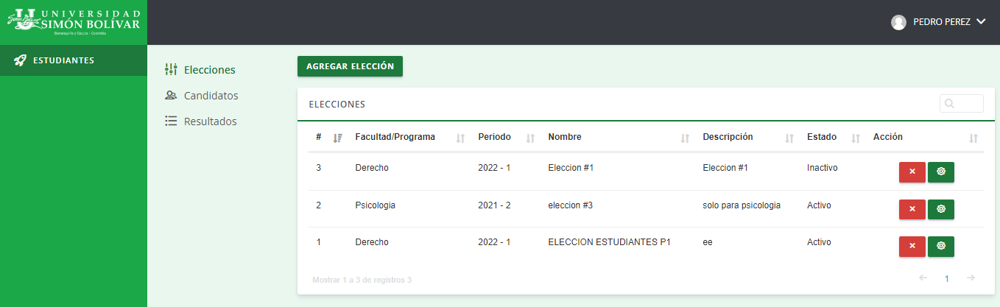 UNIVERSIDAD
SIMÓN BOLÍVAR
Barranquilla y Cúcuta - Colombia
PEDRO PEREZ
ESTUDIANTES
Elecciones
Candidatos
Resultados
AGREGAR ELECCIÓN
ELECCIONES
# Facultad/Programa Periodo Nombre Descripción Estado Acción
3 Derecho 2022 - 1 Eleccion #1 Eleccion #1 Inactivo
2 Psicologia 2021 - 2 eleccion #3 solo para psicologia Activo
1 Derecho 2022 - 1 ELECCION ESTUDIANTES P1 ee Activo
Mostrar 1 a 3 de registros 3
← 1 →